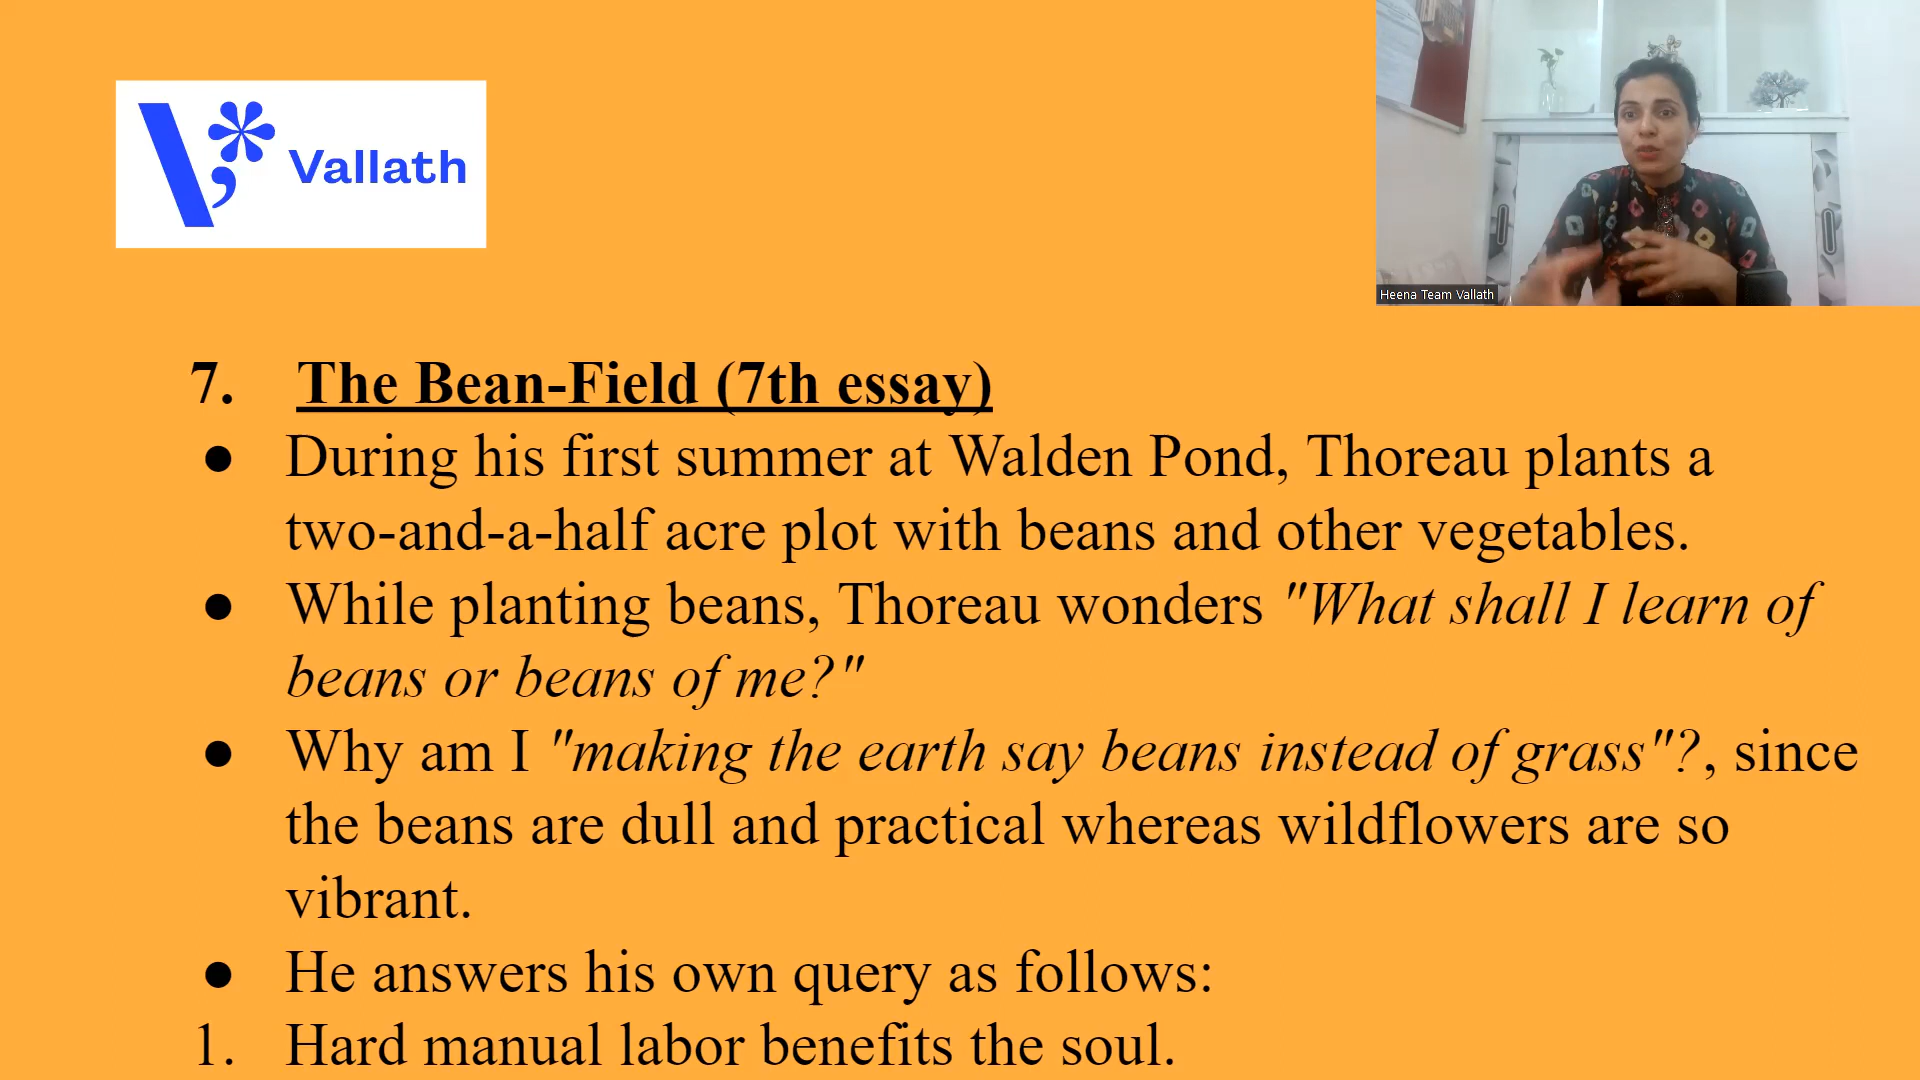 Vallath
Heena Team Vallath
7. The Bean-Field (7th essay)
● During his first summer at Walden Pond, Thoreau plants a
two-and-a-half acre plot with beans and other vegetables.
● While planting beans, Thoreau wonders "What shall I learn of
beans or beans of me?"
● Why am I "making the earth say beans instead of grass"?, since
the beans are dull and practical whereas wildflowers are so
vibrant.
● He answers his own query as follows:
1. Hard manual labor benefits the soul.